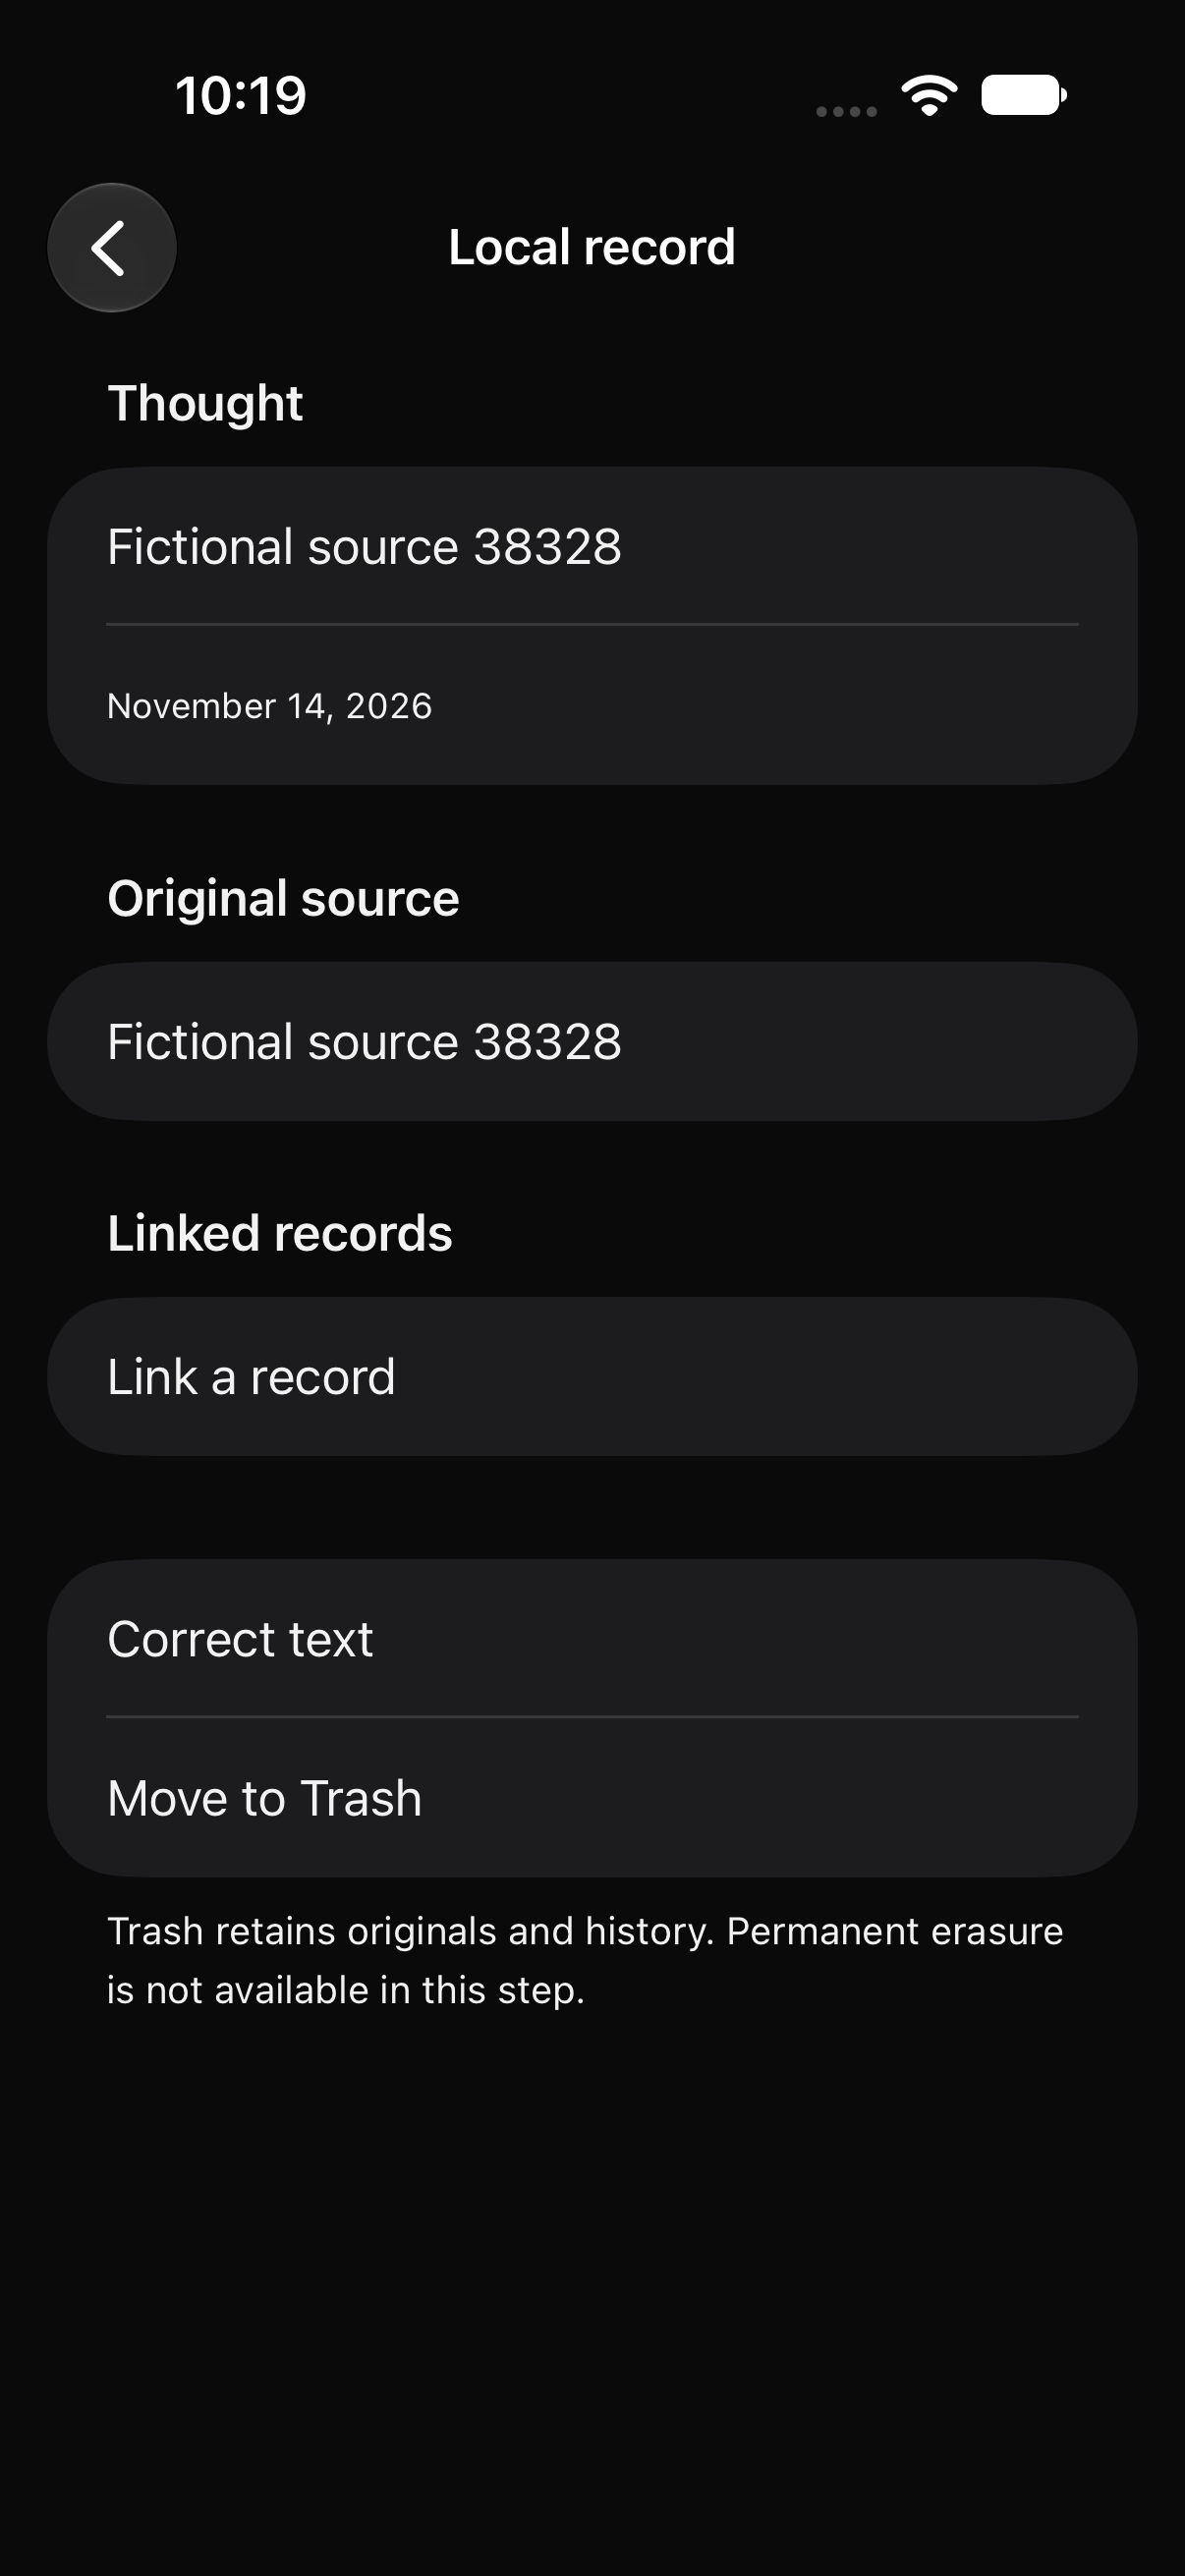 10:19
Local record
Thought
Fictional source 38328
November 14, 2026
Original source
Fictional source 38328
Linked records
Link a record
Correct text
Move to Trash
Trash retains originals and history. Permanent erasure
is not available in this step.